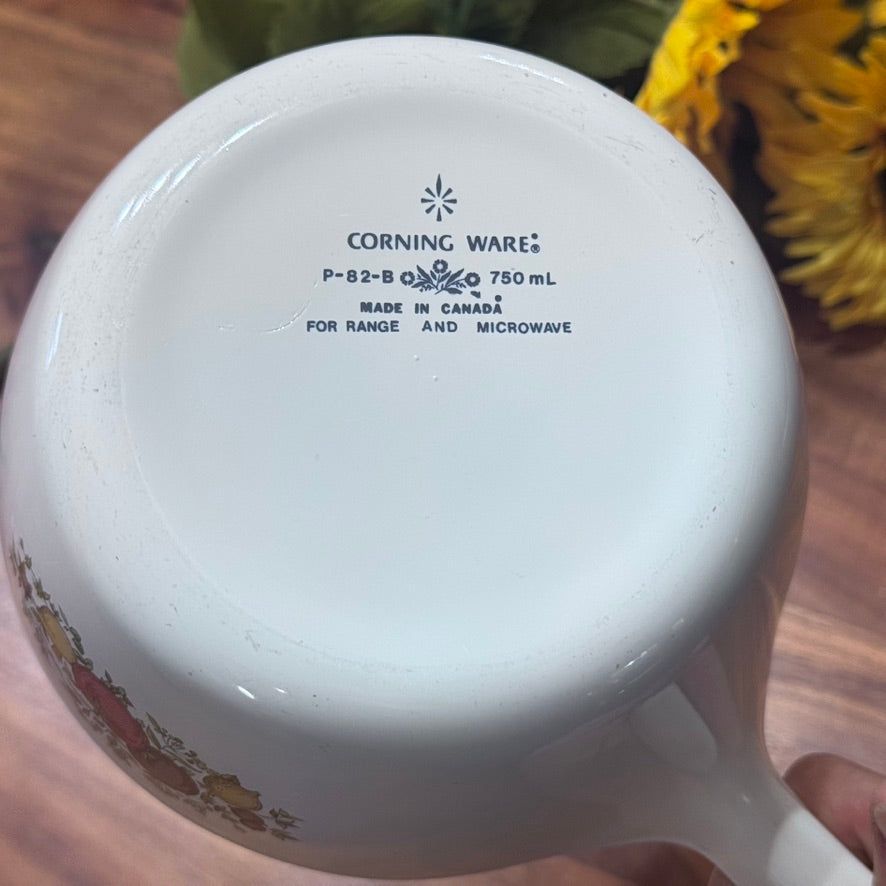 CORNING WARE®
P-82-B 750 mL
MADE IN CANADA
FOR RANGE AND MICROWAVE